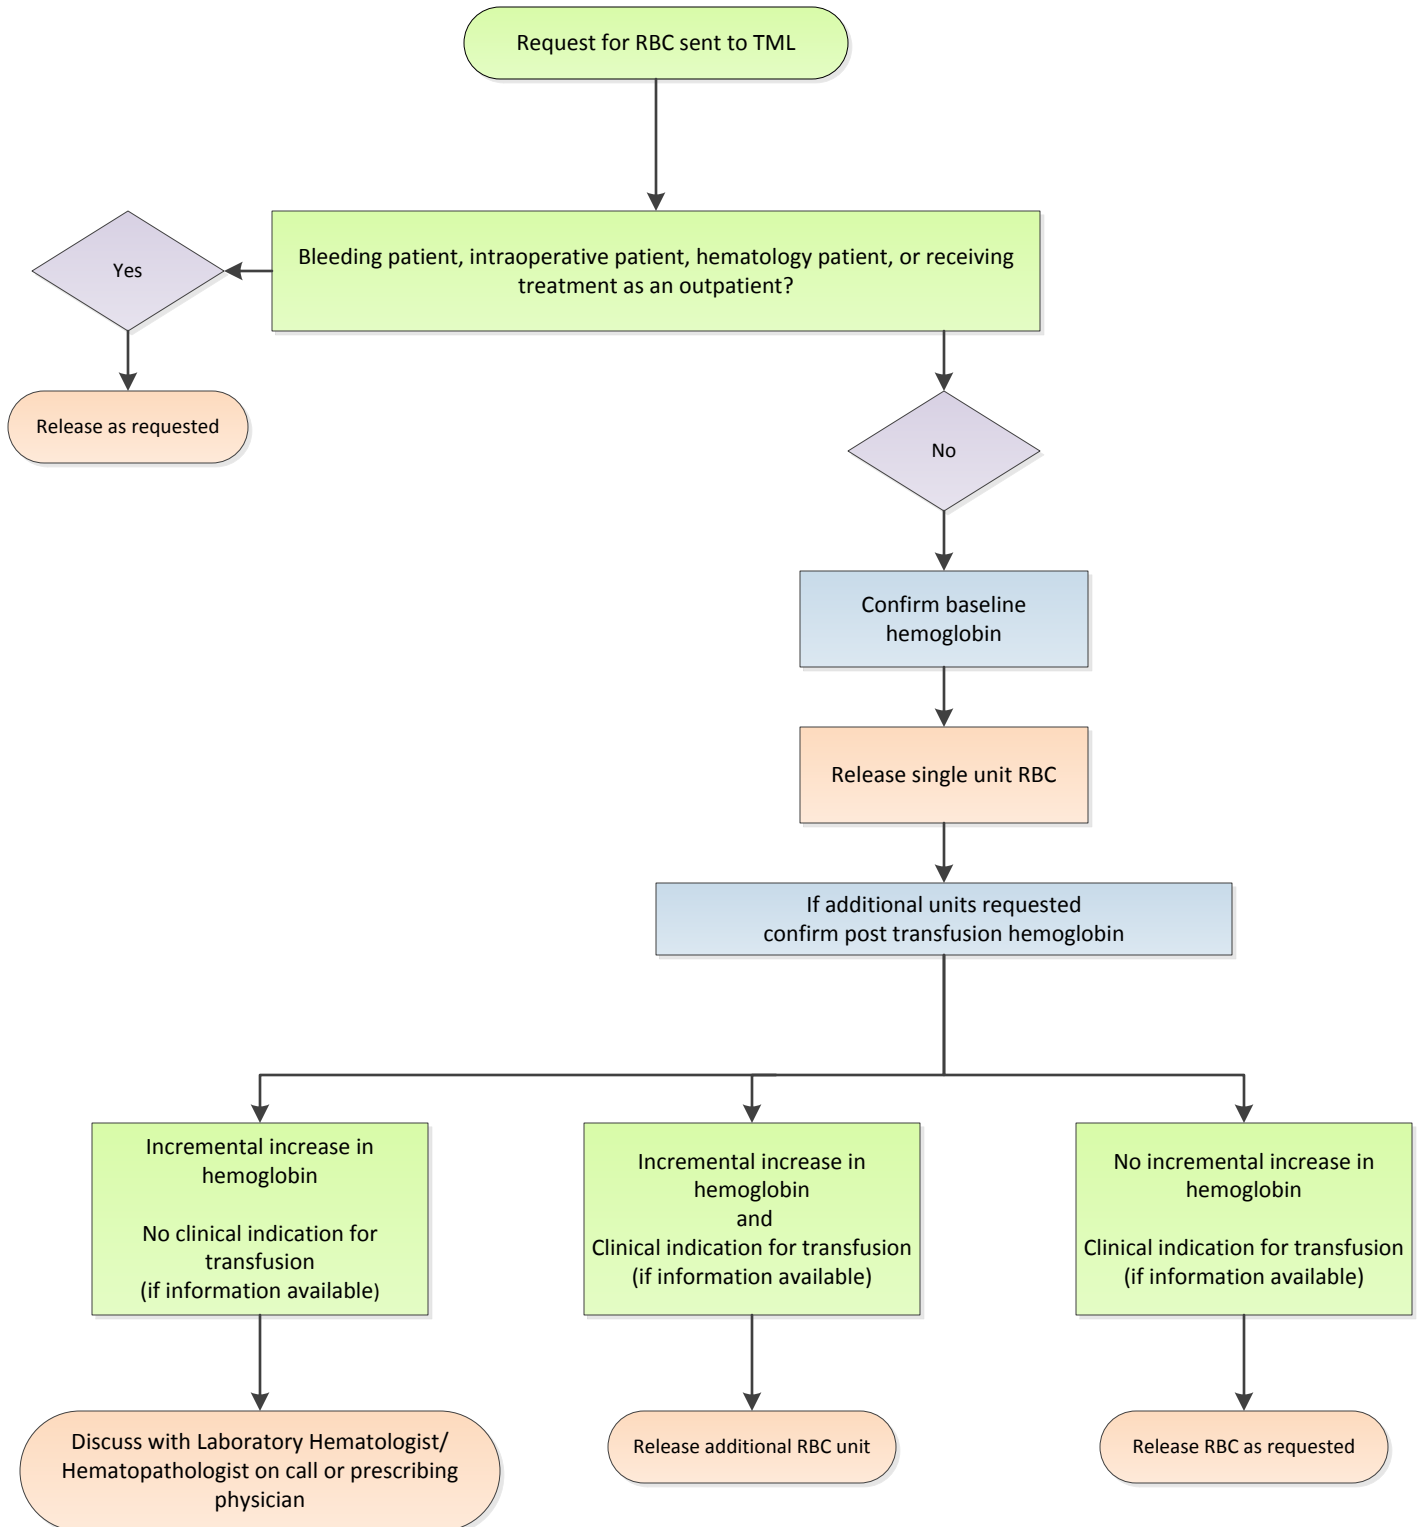 Request for RBC sent to TML
Bleeding patient, intraoperative patient, hematology patient, or receiving
treatment as an outpatient?
Yes
Release as requested
No
Confirm baseline
hemoglobin
Release single unit RBC
If additional units requested
confirm post transfusion hemoglobin
Incremental increase in
hemoglobin
No clinical indication for
transfusion
(if information available)
Incremental increase in
hemoglobin
and
Clinical indication for transfusion
(if information available)
No incremental increase in
hemoglobin
Clinical indication for transfusion
(if information available)
Discuss with Laboratory Hematologist/
Hematopathologist on call or prescribing
physician
Release additional RBC unit
Release RBC as requested